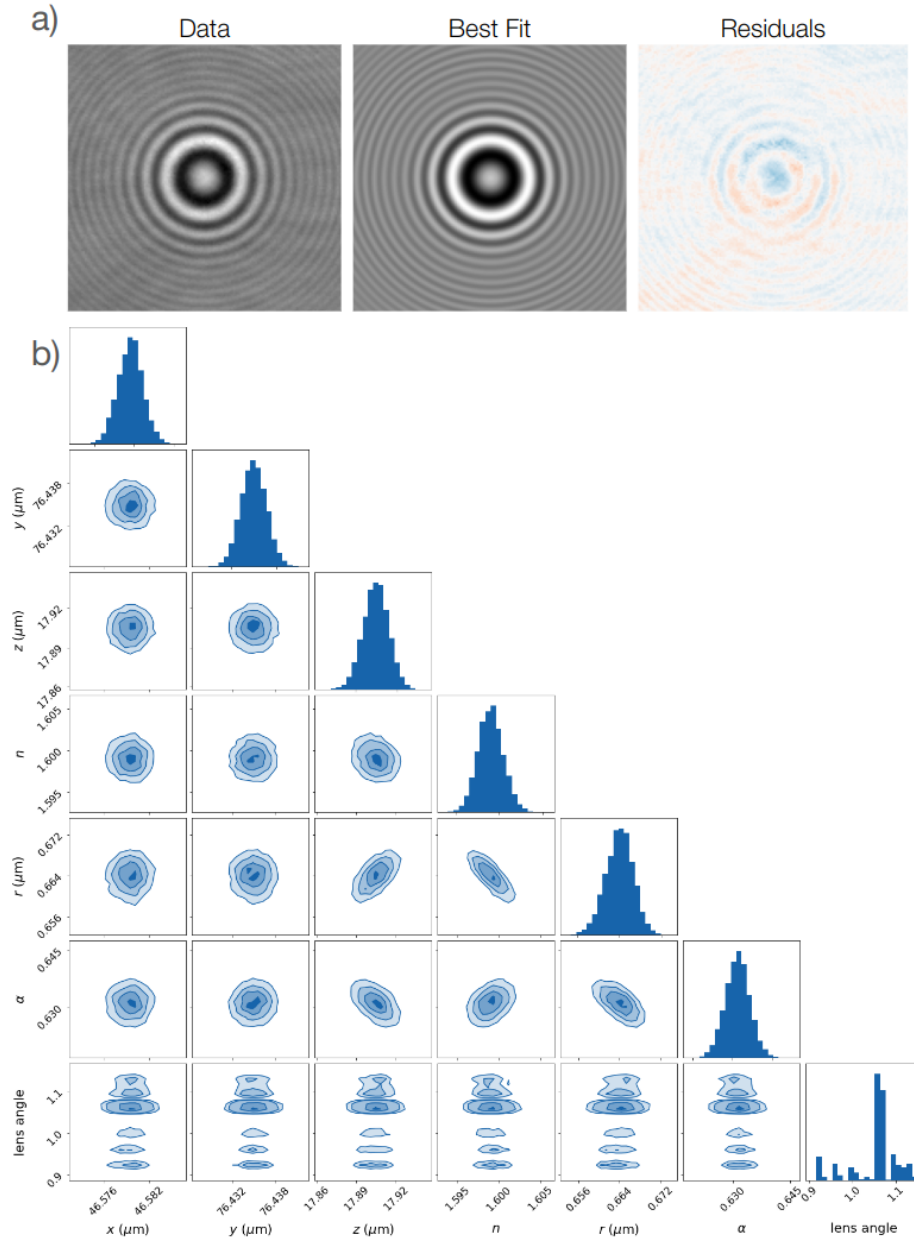 a)
Data Best Fit Residuals
b)
y (μm)
76.438
76.432
z (μm)
17.92
17.89
17.86
n
1.605
1.600
1.595
r (μm)
0.672
0.664
0.656
α
0.645
0.630
lens angle
1.1
1.0
0.9
46.576 46.582 76.432 76.438 17.86 17.89 17.92 1.595 1.600 1.605 0.656 0.664 0.672 0.630 0.645 0.9 1.0 1.1
x (μm) y (μm) z (μm) n r (μm) α lens angle